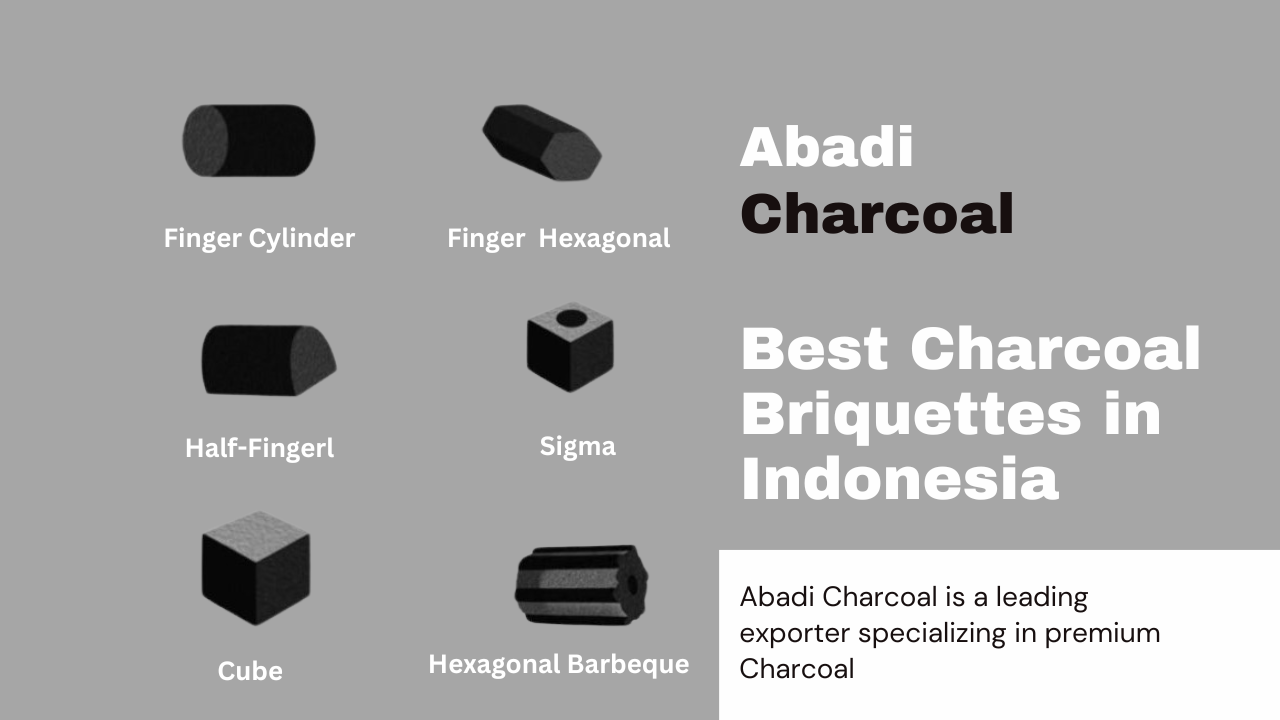 Finger Cylinder
Finger  Hexagonal
Half-Fingerl
Sigma
Cube
Hexagonal Barbeque
Abadi
Charcoal
Best Charcoal
Briquettes in
Indonesia
Abadi Charcoal is a leading
exporter specializing in premium
Charcoal